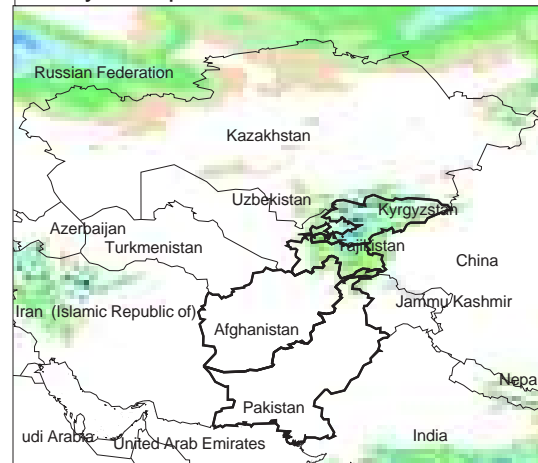 Russian Federation
Kazakhstan
Uzbekistan
Kyrgyzstan
Azerbaijan
Turkmenistan
Tajikistan
China
Iran (Islamic Republic of)
Jammu Kashmir
Afghanistan
Nepa
Pakistan
udi Arabia
United Arab Emirates
India